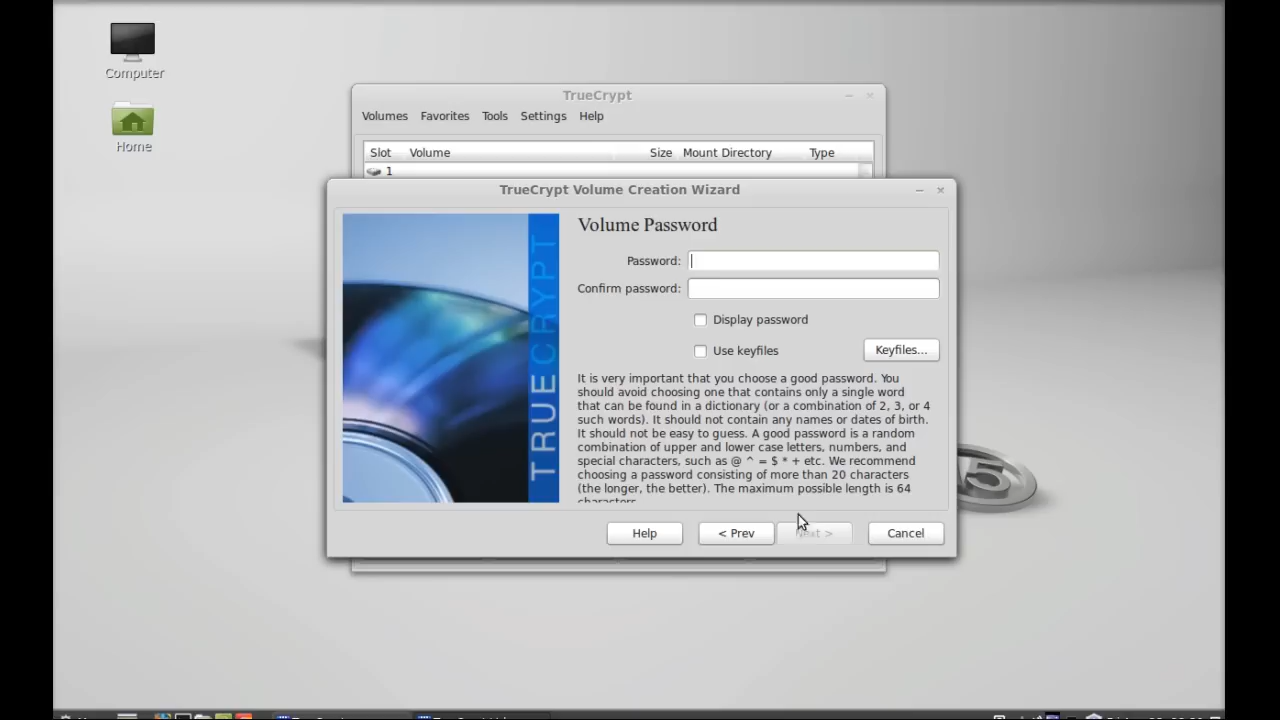 Computer
Home
TrueCrypt
Volumes Favorites Tools Settings Help
Slot Volume Size Mount Directory Type
1
TrueCrypt Volume Creation Wizard
TRUECRYPT
Volume Password
Password:
Confirm password:
Display password
Use keyfiles Keyfiles...
It is very important that you choose a good password. You
should avoid choosing one that contains only a single word
that can be found in a dictionary (or a combination of 2, 3, or 4
such words). It should not contain any names or dates of birth.
It should not be easy to guess. A good password is a random
combination of upper and lower case letters, numbers, and
special characters, such as @ ^ = $ * + etc. We recommend
choosing a password consisting of more than 20 characters
(the longer, the better). The maximum possible length is 64
characters.
Help < Prev Next > Cancel
5